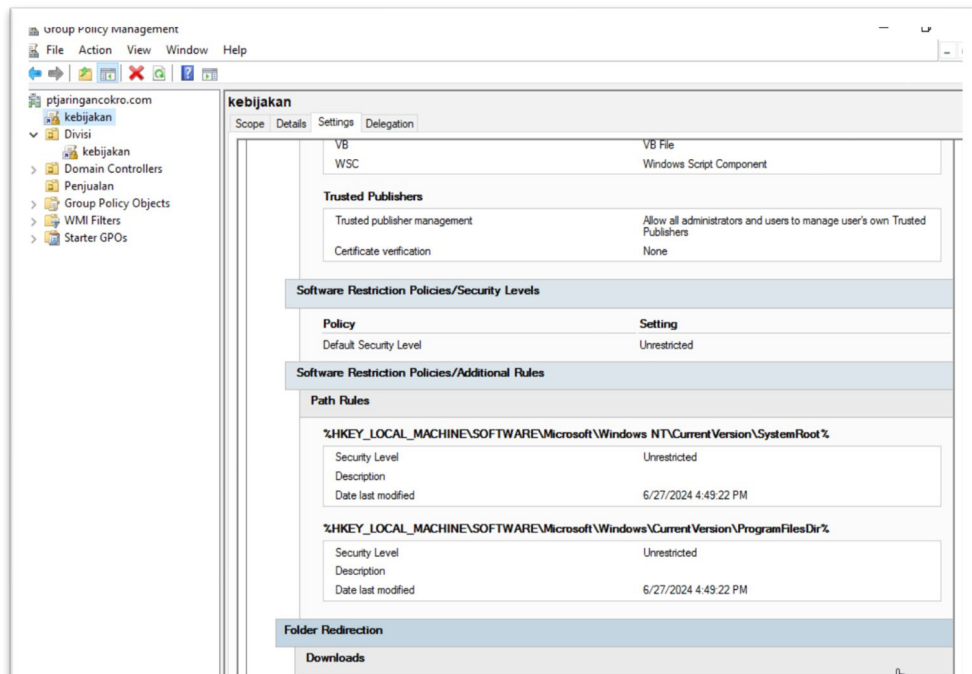 Group Policy Management
File Action View Window Help
ptjaringancokro.com
kebijakan
Divisi
kebijakan
Domain Controllers
Penjualan
Group Policy Objects
WMI Filters
Starter GPOs
kebijakan
Scope Details Settings Delegation
VB VB File
WSC Windows Script Component
Trusted Publishers
Trusted publisher management Allow all administrators and users to manage user's own Trusted
Publishers
Certificate verification None
Software Restriction Policies/Security Levels
Policy Setting
Default Security Level Unrestricted
Software Restriction Policies/Additional Rules
Path Rules
%HKEY_LOCAL_MACHINE\SOFTWARE\Microsoft\Windows NT\CurrentVersion\SystemRoot%
Security Level Unrestricted
Description
Date last modified 6/27/2024 4:49:22 PM
%HKEY_LOCAL_MACHINE\SOFTWARE\Microsoft\Windows\CurrentVersion\ProgramFilesDir%
Security Level Unrestricted
Description
Date last modified 6/27/2024 4:49:22 PM
Folder Redirection
Downloads